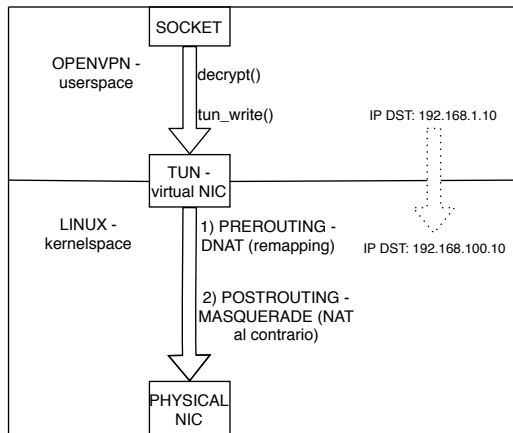 SOCKET
OPENVPN -
userspace
decrypt()
tun_write()
IP DST: 192.168.1.10
TUN -
virtual NIC
LINUX -
kernelspace
1) PREROUTING -
DNAT (remapping)
IP DST: 192.168.100.10
2) POSTROUTING -
MASQUERADE (NAT
al contrario)
PHYSICAL
NIC